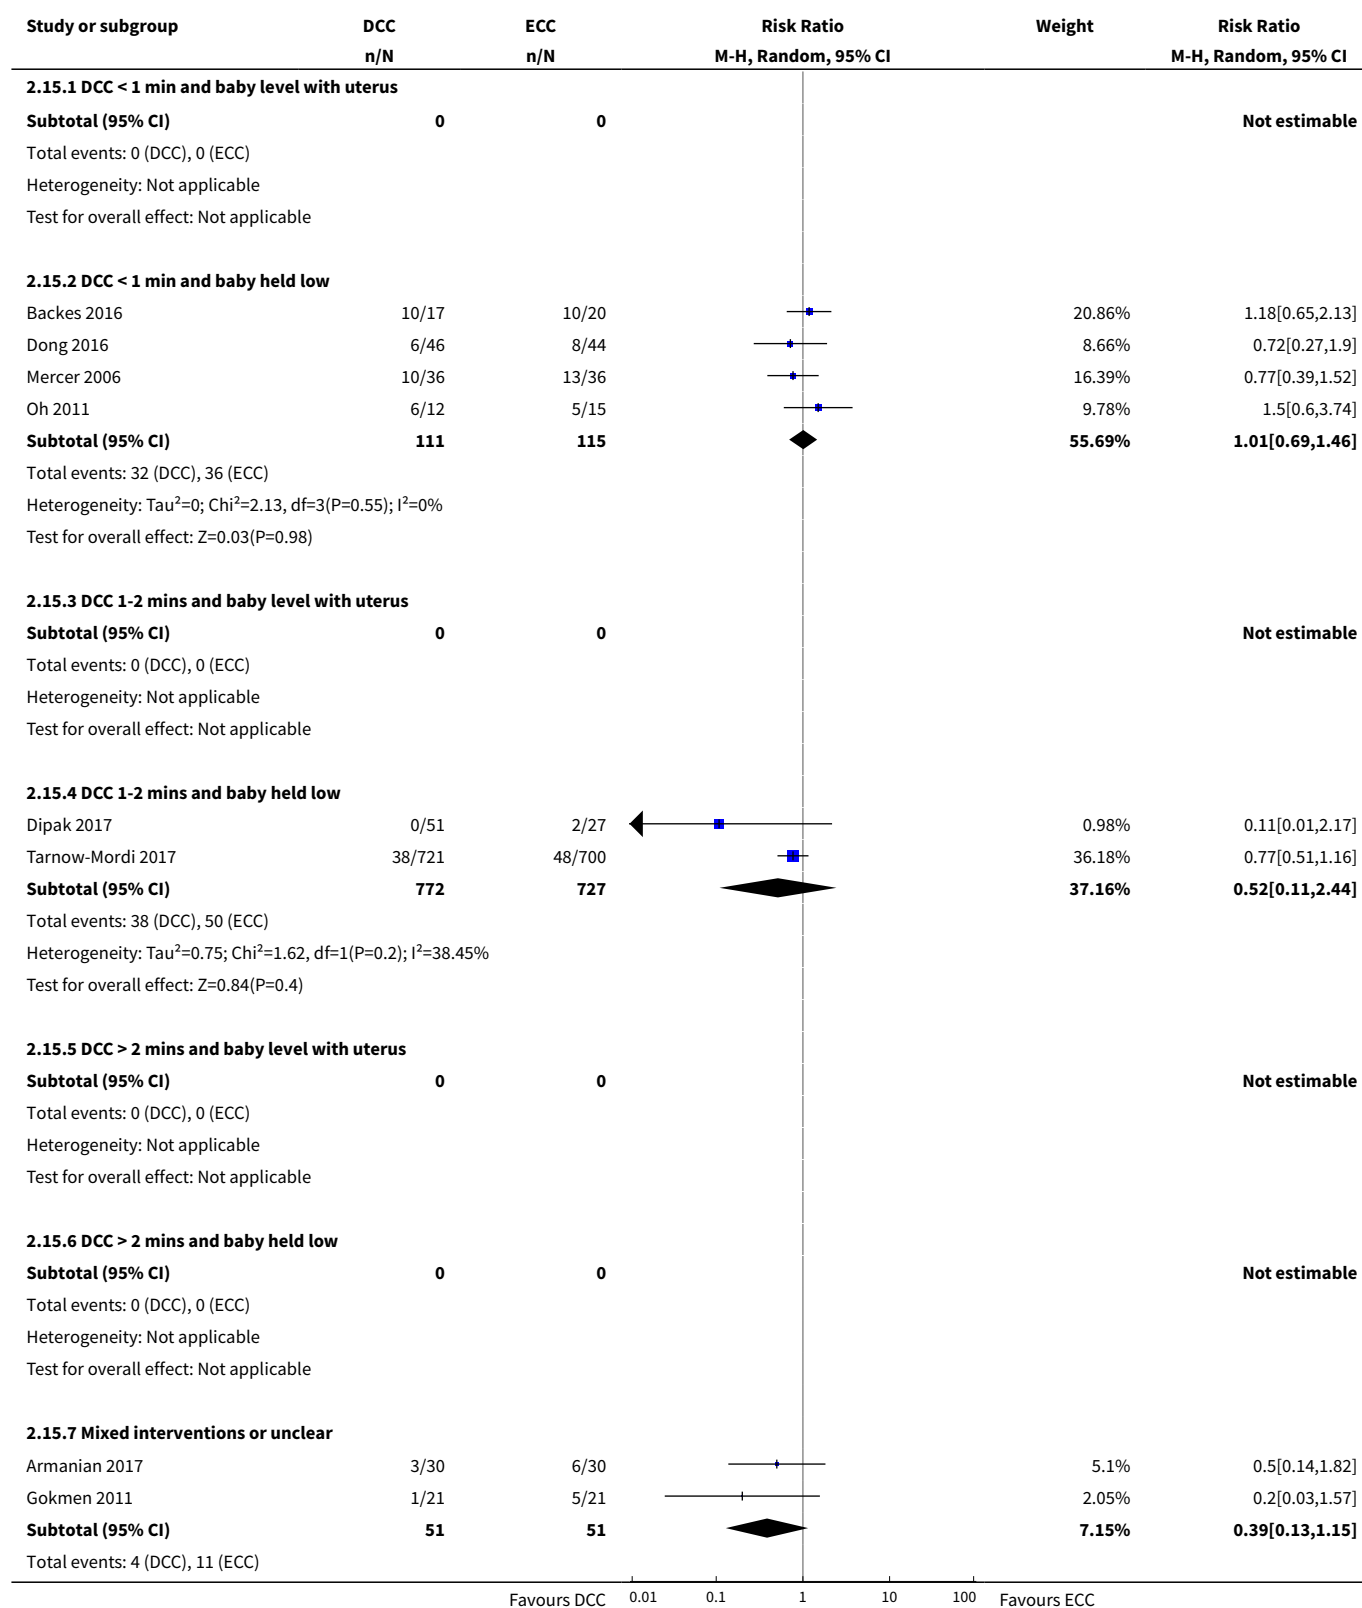 Study or subgroup DCC ECC Risk Ratio Weight Risk Ratio
n/N n/N M-H, Random, 95% CI M-H, Random, 95% CI
2.15.1 DCC < 1 min and baby level with uterus
Subtotal (95% CI) 0 0 Not estimable
Total events: 0 (DCC), 0 (ECC)
Heterogeneity: Not applicable
Test for overall effect: Not applicable
2.15.2 DCC < 1 min and baby held low
Backes 2016 10/17 10/20 20.86% 1.18[0.65,2.13]
Dong 2016 6/46 8/44 8.66% 0.72[0.27,1.9]
Mercer 2006 10/36 13/36 16.39% 0.77[0.39,1.52]
Oh 2011 6/12 5/15 9.78% 1.5[0.6,3.74]
Subtotal (95% CI) 111 115 55.69% 1.01[0.69,1.46]
Total events: 32 (DCC), 36 (ECC)
Heterogeneity: Tau²=0; Chi²=2.13, df=3(P=0.55); I²=0%
Test for overall effect: Z=0.03(P=0.98)
2.15.3 DCC 1-2 mins and baby level with uterus
Subtotal (95% CI) 0 0 Not estimable
Total events: 0 (DCC), 0 (ECC)
Heterogeneity: Not applicable
Test for overall effect: Not applicable
2.15.4 DCC 1-2 mins and baby held low
Dipak 2017 0/51 2/27 0.98% 0.11[0.01,2.17]
Tarnow-Mordi 2017 38/721 48/700 36.18% 0.77[0.51,1.16]
Subtotal (95% CI) 772 727 37.16% 0.52[0.11,2.44]
Total events: 38 (DCC), 50 (ECC)
Heterogeneity: Tau²=0.75; Chi²=1.62, df=1(P=0.2); I²=38.45%
Test for overall effect: Z=0.84(P=0.4)
2.15.5 DCC > 2 mins and baby level with uterus
Subtotal (95% CI) 0 0 Not estimable
Total events: 0 (DCC), 0 (ECC)
Heterogeneity: Not applicable
Test for overall effect: Not applicable
2.15.6 DCC > 2 mins and baby held low
Subtotal (95% CI) 0 0 Not estimable
Total events: 0 (DCC), 0 (ECC)
Heterogeneity: Not applicable
Test for overall effect: Not applicable
2.15.7 Mixed interventions or unclear
Armanian 2017 3/30 6/30 5.1% 0.5[0.14,1.82]
Gokmen 2011 1/21 5/21 2.05% 0.2[0.03,1.57]
Subtotal (95% CI) 51 51 7.15% 0.39[0.13,1.15]
Total events: 4 (DCC), 11 (ECC)
Favours DCC 0.01 0.1 1 10 100 Favours ECC